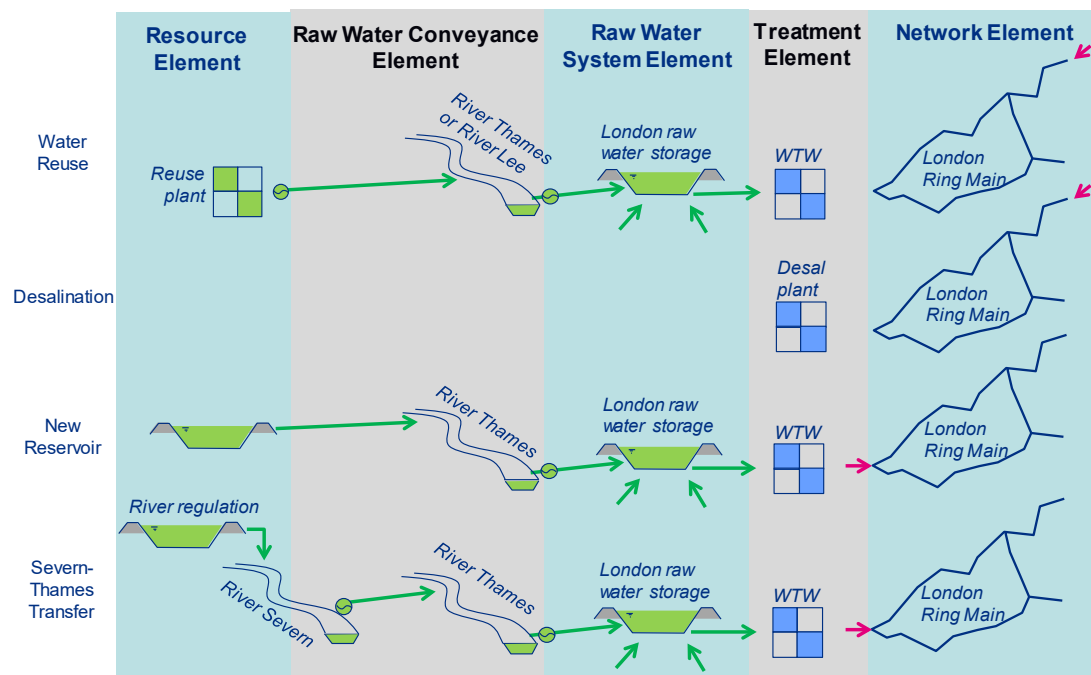 Resource
Element
Raw Water Conveyance
Element
Raw Water
System Element
Treatment
Element
Network Element
Water
Reuse
Reuse
plant
River Thames
or River Lee
London raw
water storage
WTW
London
Ring Main
Desalination
Desal
plant
London
Ring Main
New
Reservoir
River Thames
London raw
water storage
WTW
London
Ring Main
Severn-
Thames
Transfer
River regulation
River Severn
River Thames
London raw
water storage
WTW
London
Ring Main